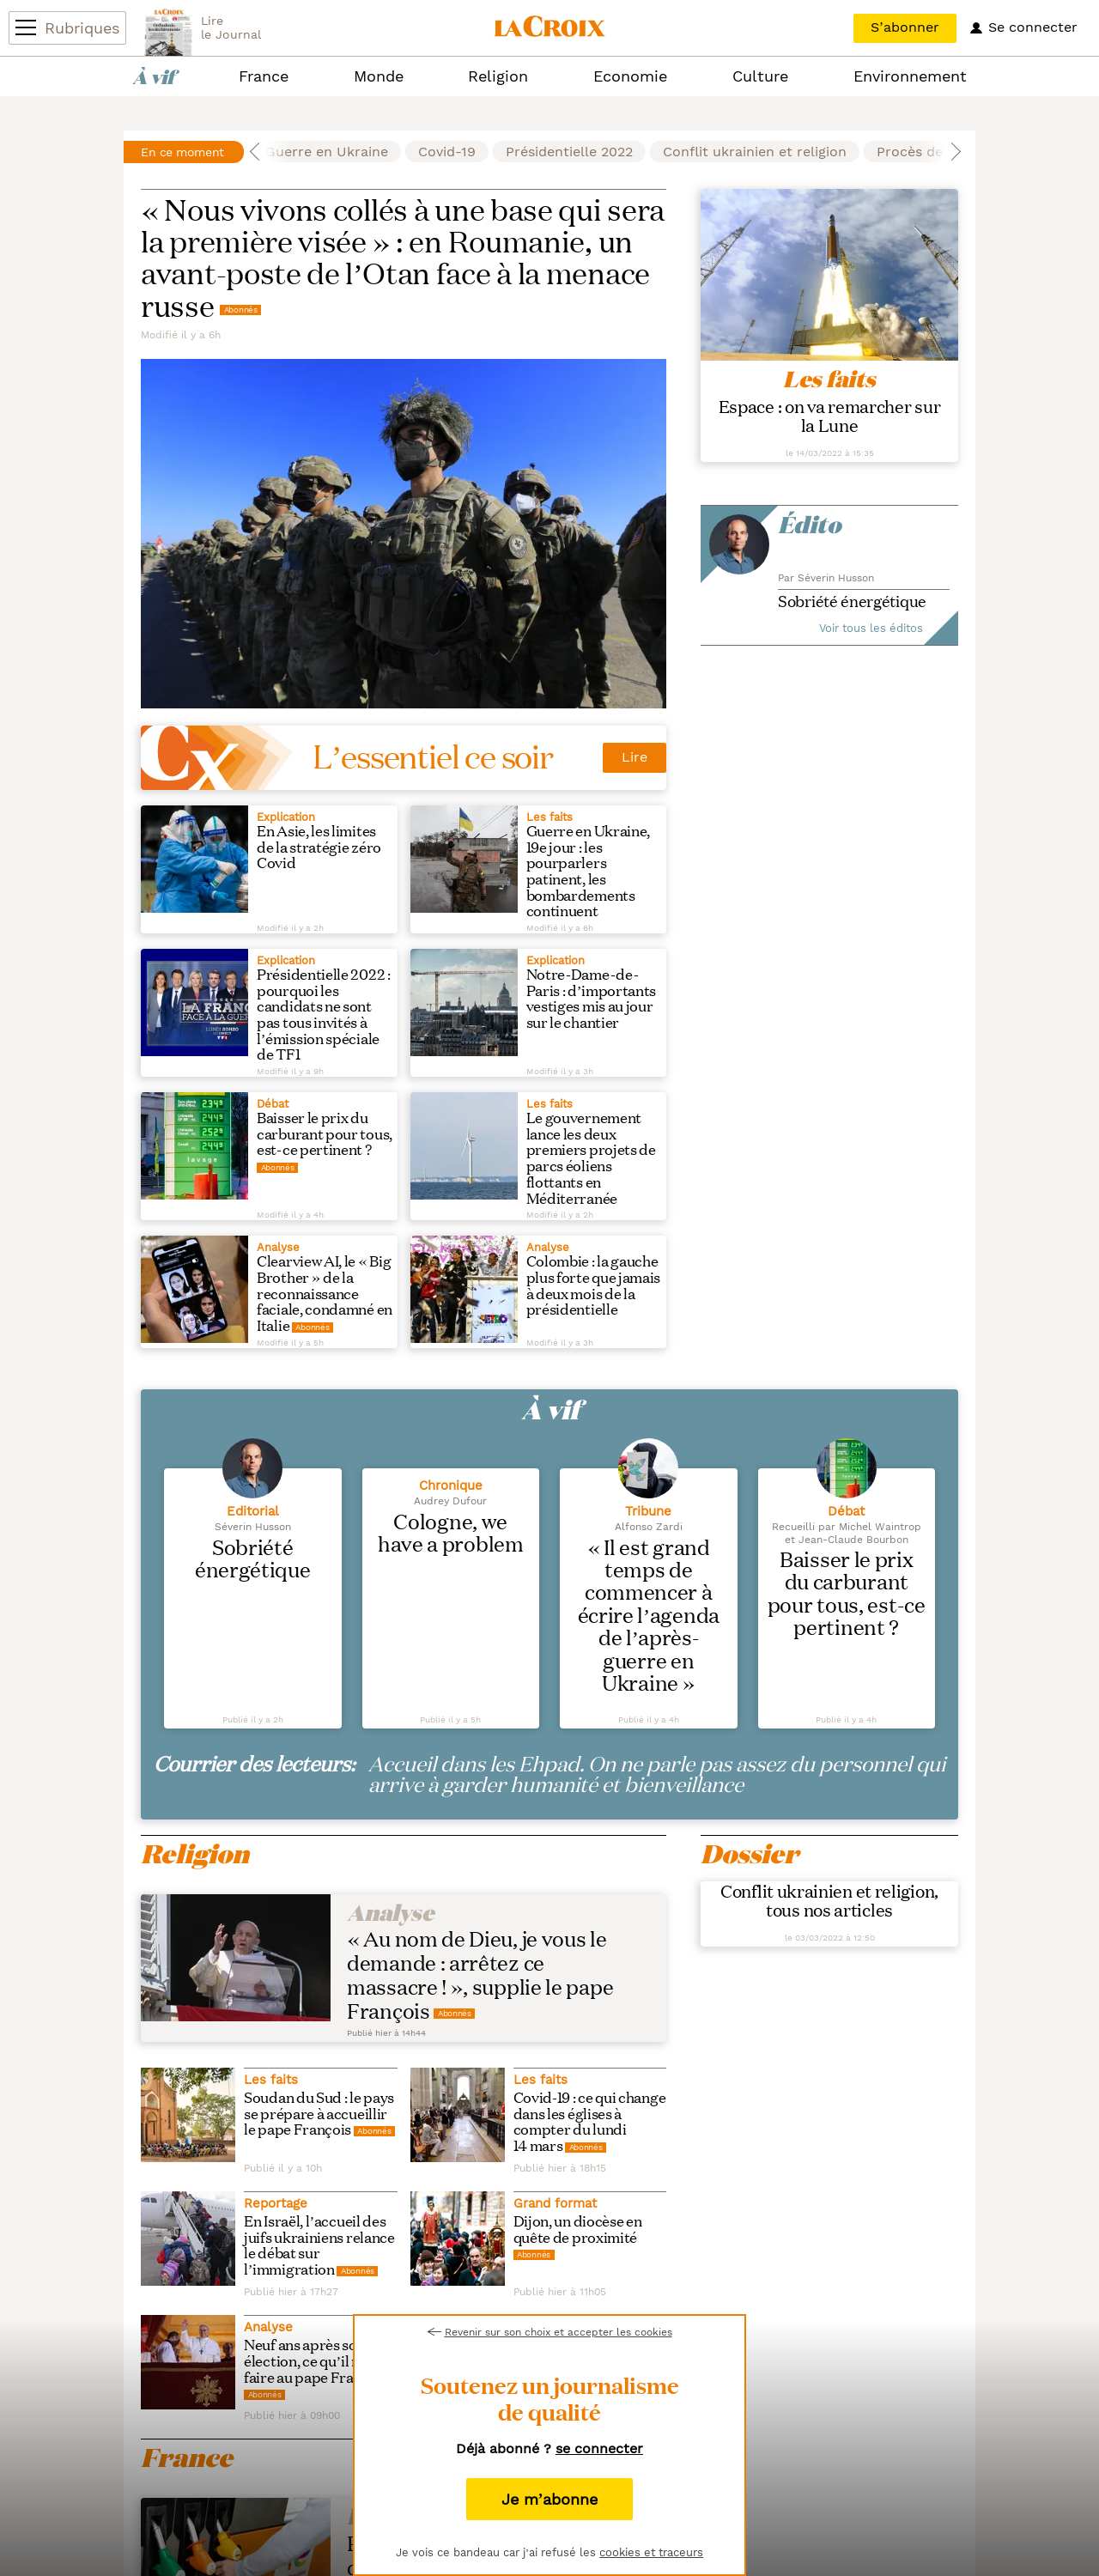 Rubriques
Lire
le Journal
LA CROIX
S'abonner
Se connecter
À vif
France
Monde
Religion
Economie
Culture
Environnement
En ce moment
Guerre en Ukraine
Covid-19
Présidentielle 2022
Conflit ukrainien et religion
Procès de
« Nous vivons collés à une base qui sera
la première visée » : en Roumanie, un
avant-poste de l'Otan face à la menace
russe Abonnés
Modifié il y a 6h
Les faits
Espace : on va remarcher sur
la Lune
le 14/03/2022 à 15:35
Édito
Par Séverin Husson
Sobriété énergétique
Voir tous les éditos
Cx
L'essentiel ce soir
Lire
Explication
En Asie, les limites
de la stratégie zéro
Covid
Modifié il y a 2h
Les faits
Guerre en Ukraine,
19e jour : les
pourparlers
patinent, les
bombardements
continuent
Modifié il y a 6h
LA FRANCE
FACE À LA GUERRE
Explication
Présidentielle 2022 :
pourquoi les
candidats ne sont
pas tous invités à
l'émission spéciale
de TF1
Modifié il y a 9h
Explication
Notre-Dame-de-
Paris : d'importants
vestiges mis au jour
sur le chantier
Modifié il y a 3h
lavage
Débat
Baisser le prix du
carburant pour tous,
est-ce pertinent ?
Abonnés
Modifié il y a 4h
Les faits
Le gouvernement
lance les deux
premiers projets de
parcs éoliens
flottants en
Méditerranée
Modifié il y a 2h
Analyse
Clearview AI, le « Big
Brother » de la
reconnaissance
faciale, condamné en
Italie Abonnés
Modifié il y a 5h
Analyse
Colombie : la gauche
plus forte que jamais
à deux mois de la
présidentielle
Modifié il y a 3h
À vif
Editorial
Séverin Husson
Sobriété
énergétique
Publié il y a 2h
Chronique
Audrey Dufour
Cologne, we
have a problem
Publié il y a 5h
Tribune
Alfonso Zardi
« Il est grand
temps de
commencer à
écrire l'agenda
de l'après-
guerre en
Ukraine »
Publié il y a 4h
Débat
Recueilli par Michel Waintrop
et Jean-Claude Bourbon
Baisser le prix
du carburant
pour tous, est-ce
pertinent ?
Publié il y a 4h
Courrier des lecteurs: Accueil dans les Ehpad. On ne parle pas assez du personnel qui
arrive à garder humanité et bienveillance
Religion
Analyse
« Au nom de Dieu, je vous le
demande : arrêtez ce
massacre ! », supplie le pape
François Abonnés
Publié hier à 14h44
Dossier
Conflit ukrainien et religion,
tous nos articles
le 03/03/2022 à 12:50
Les faits
Soudan du Sud : le pays
se prépare à accueillir
le pape François Abonnés
Publié il y a 10h
Les faits
Covid-19 : ce qui change
dans les églises à
compter du lundi
14 mars Abonnés
Publié hier à 18h15
Reportage
En Israël, l'accueil des
juifs ukrainiens relance
le débat sur
l'immigration Abonnés
Publié hier à 17h27
Grand format
Dijon, un diocèse en
quête de proximité
Abonnés
Publié hier à 11h05
Analyse
Neuf ans après so
élection, ce qu'il
faire au pape Fra
Abonnés
Publié hier à 09h00
France
Revenir sur son choix et accepter les cookies
Soutenez un journalisme
de qualité
Déjà abonné ? se connecter
Je m'abonne
Je vois ce bandeau car j'ai refusé les cookies et traceurs